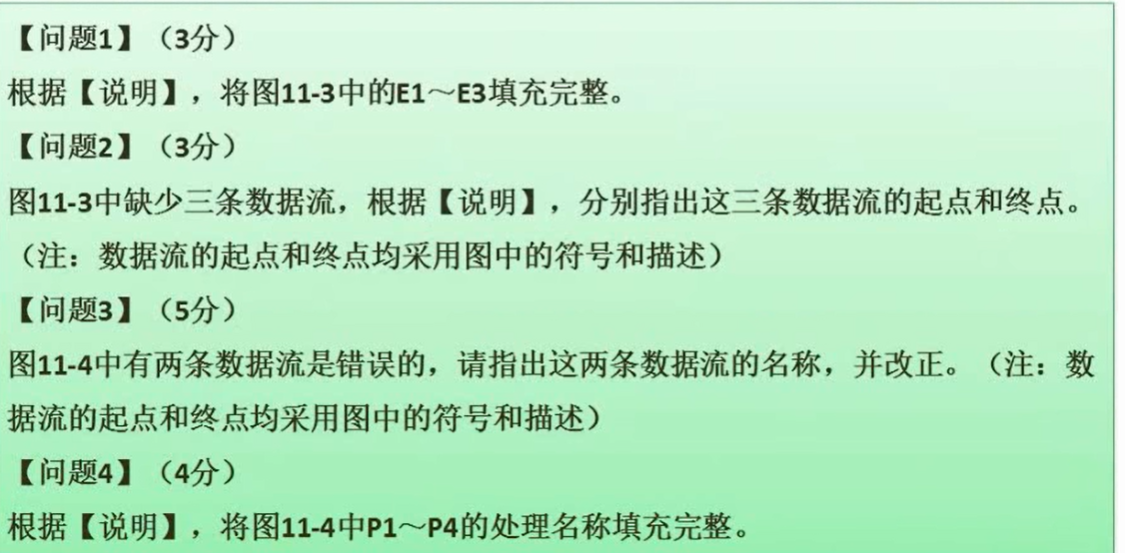 【问题1】（3分）
根据【说明】，将图11-3中的E1～E3填充完整。
【问题2】（3分）
图11-3中缺少三条数据流，根据【说明】，分别指出这三条数据流的起点和终点。
（注：数据流的起点和终点均采用图中的符号和描述）
【问题3】（5分）
图11-4中有两条数据流是错误的，请指出这两条数据流的名称，并改正。（注：数
据流的起点和终点均采用图中的符号和描述）
【问题4】（4分）
根据【说明】，将图11-4中P1～P4的处理名称填充完整。